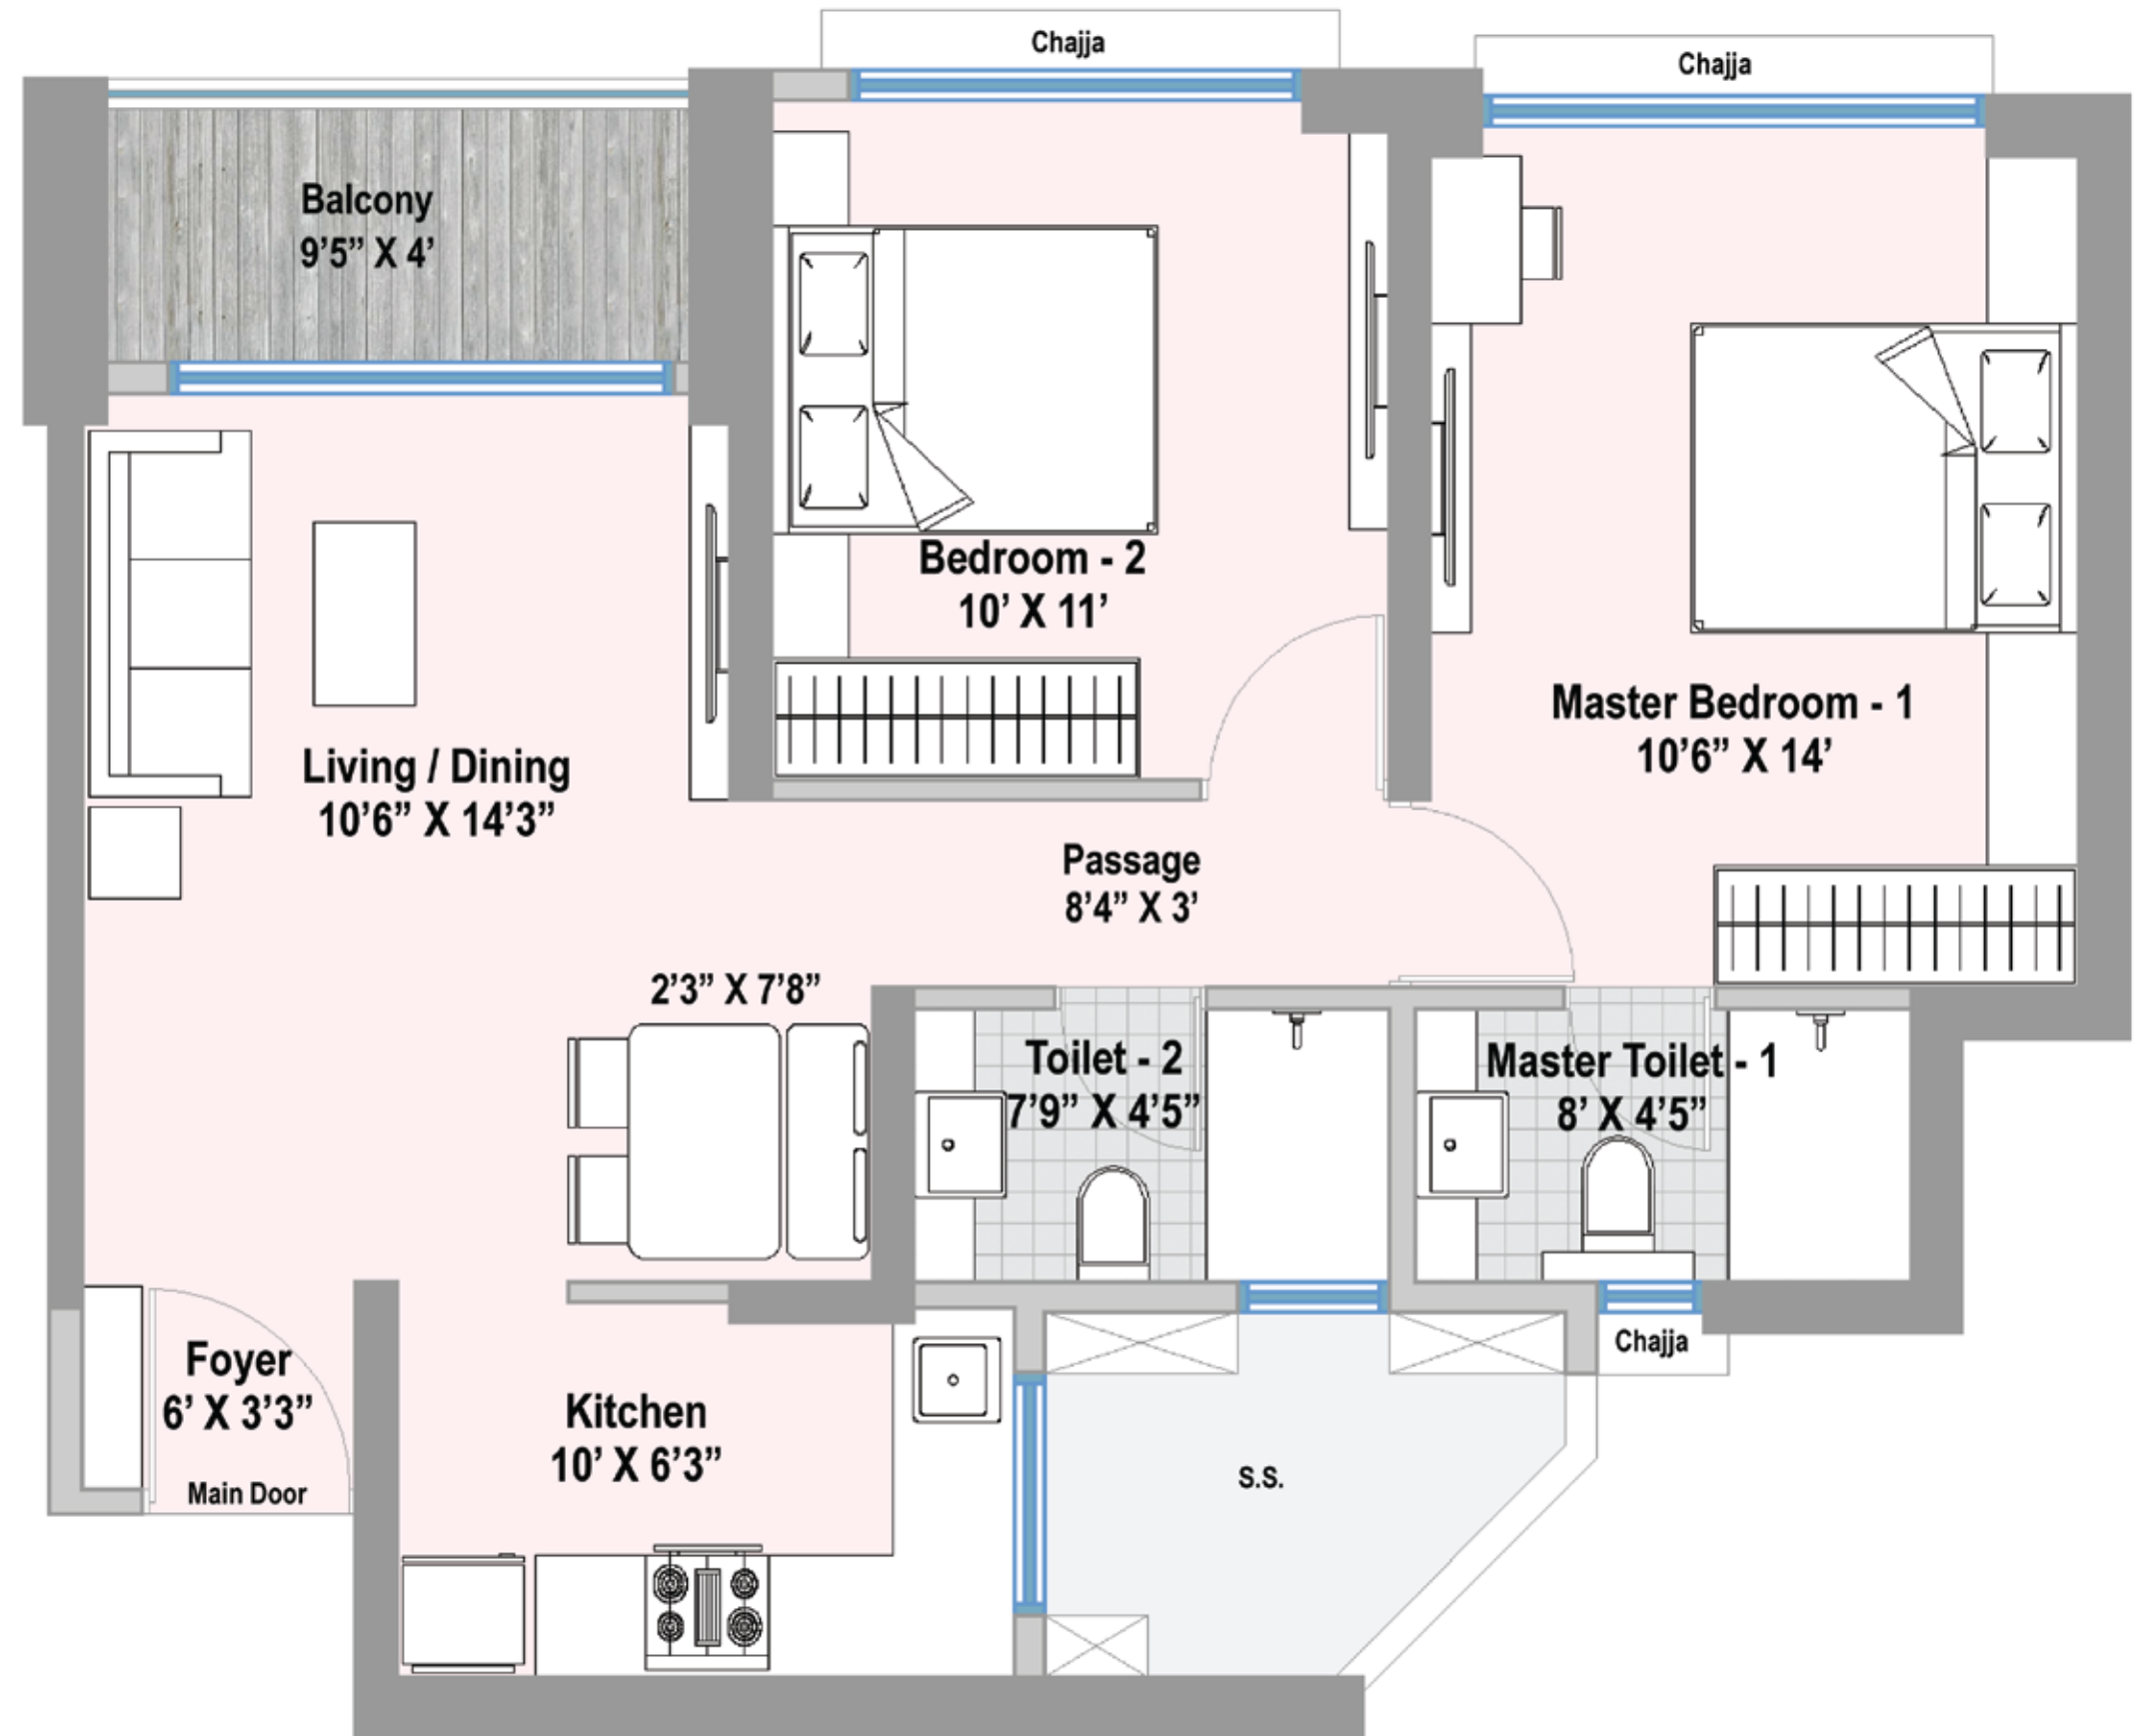 Chajja
Chajja
Balcony
9’5” X 4’
Bedroom - 2
10’ X 11’
Master Bedroom - 1
10’6” X 14’
Living / Dining
10’6” X 14’3”
Passage
8’4” X 3’
2’3” X 7’8”
Toilet - 2
7’9” X 4’5”
Master Toilet - 1
8’ X 4’5”
Chajja
Foyer
6’ X 3’3”
Main Door
Kitchen
10’ X 6’3”
S.S.